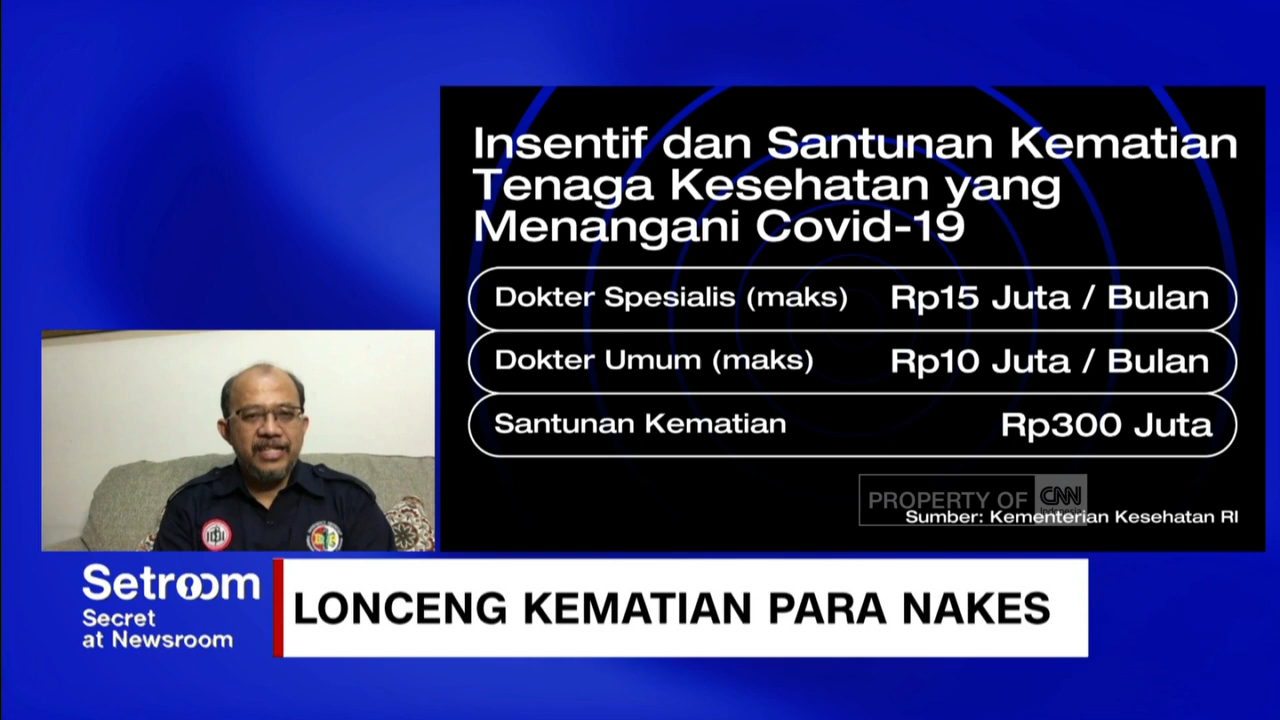 Insentif dan Santunan Kematian
Tenaga Kesehatan yang
Menangani Covid-19
Dokter Spesialis (maks) Rp15 Juta / Bulan
Dokter Umum (maks) Rp10 Juta / Bulan
Santunan Kematian Rp300 Juta
PROPERTY OF CNN Indonesia
Sumber: Kementerian Kesehatan RI
Setroom
Secret
at Newsroom
LONCENG KEMATIAN PARA NAKES